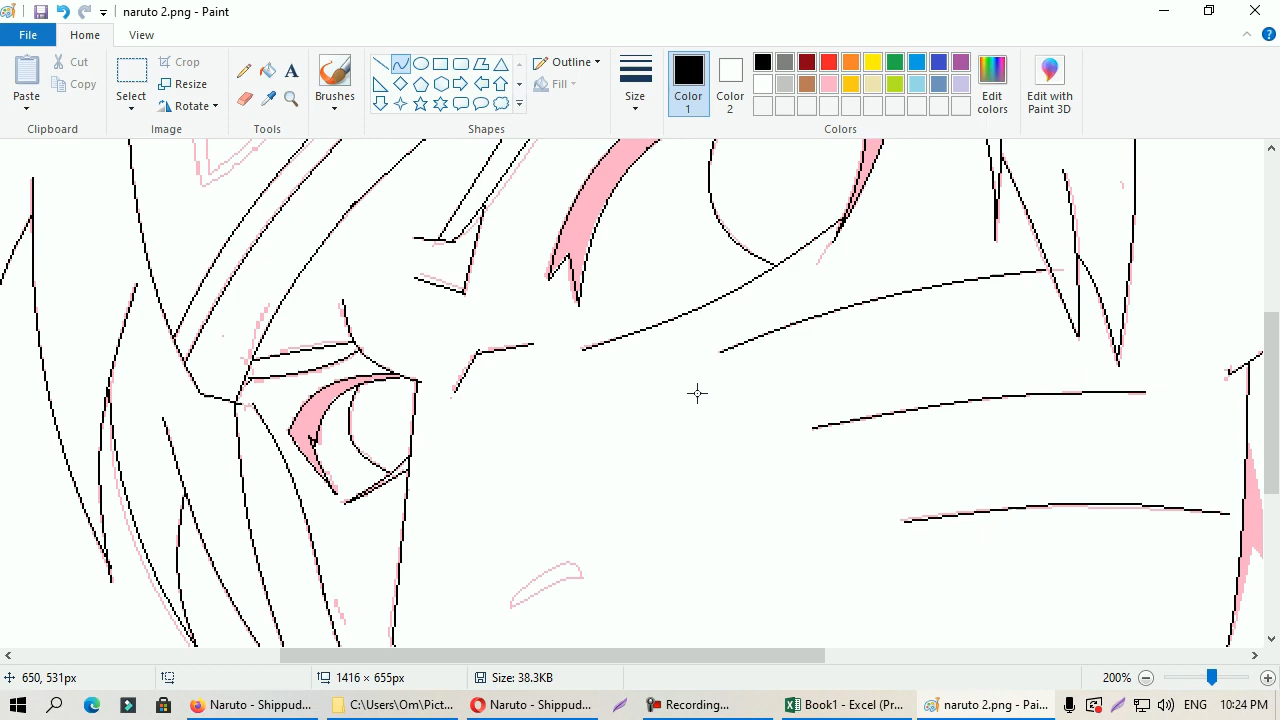 naruto 2.png - Paint
File
Home
View
Paste
Cut
Copy
Clipboard
Select
Crop
Resize
Rotate
Image
A
Tools
Brushes
Outline
Fill
Shapes
Size
Color
1
Color
2
Edit
colors
Colors
Edit with
Paint 3D
650, 531px
1416 × 655px
Size: 38.3KB
200%
Naruto - Shippud...
C:\Users\Om\Pict...
Naruto - Shippud...
Recording...
Book1 - Excel (Pr...
naruto 2.png - Pai...
ENG
10:24 PM